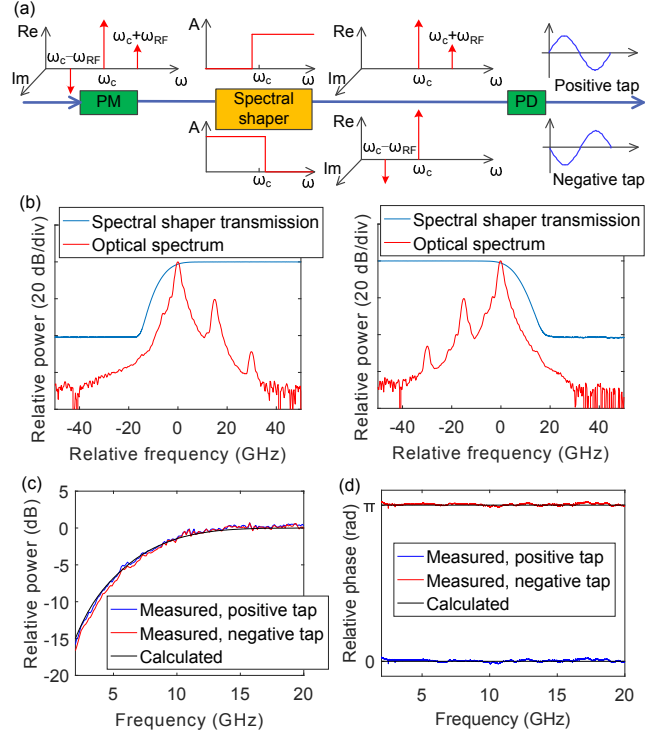 (a)
Re
Im
ωc−ωRF
ωc
ωc+ωRF
ω
PM
A
ωc
ω
Spectral
shaper
A
ωc
ω
Re
ωc
ωc+ωRF
ω
Re
Im
ωc−ωRF
ωc
ω
PD
Positive tap
Negative tap
(b)
Spectral shaper transmission
Optical spectrum
Relative power (20 dB/div)
-40 -20 0 20 40
Relative frequency (GHz)
Spectral shaper transmission
Optical spectrum
Relative power (20 dB/div)
-40 -20 0 20 40
Relative frequency (GHz)
(c)
Relative power (dB)
5
0
-5
-10
-15
-20
Measured, positive tap
Measured, negative tap
Calculated
5 10 15 20
Frequency (GHz)
(d)
Relative phase (rad)
π
0
Measured, positive tap
Measured, negative tap
Calculated
5 10 15 20
Frequency (GHz)